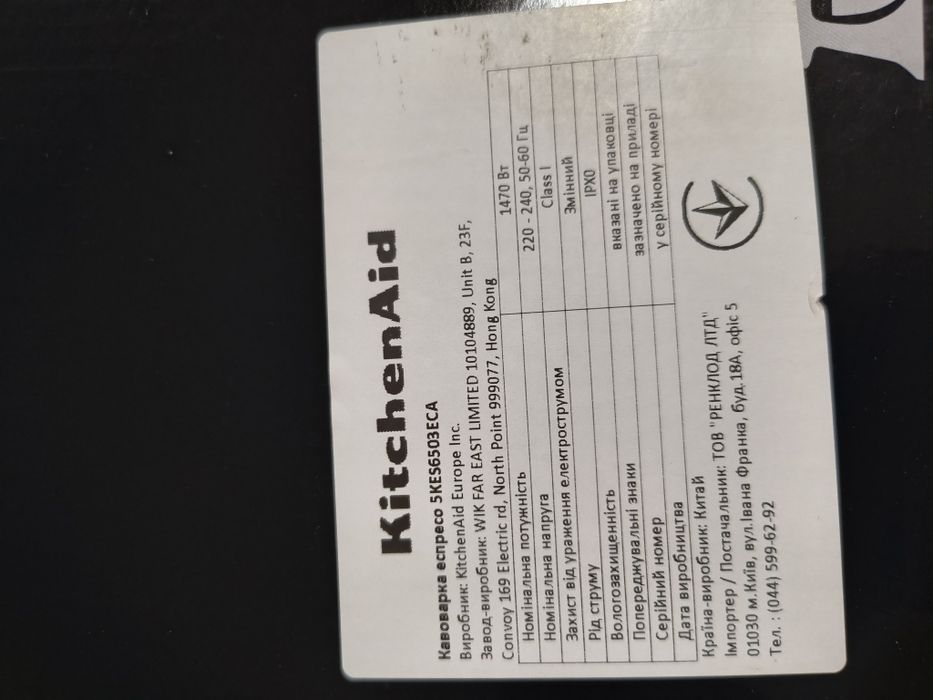 KitchenAid
Кавоварка еспресо 5KES6503ECA
Виробник: KitchenAid Europe Inc.
Завод-виробник: WIK FAR EAST LIMITED 10104889, Unit B, 23F,
Convoy 169 Electric rd, North Point 999077, Hong Kong
Номінальна потужність 1470 Вт
Номінальна напруга 220 - 240, 50-60 Гц
Захист від ураження електрострумом Class I
Рід струму Змінний
Вологозахищенність IPX0
Попереджувальні знаки вказані на упаковці
Серійний номер зазначено на приладі
Дата виробництва у серійному номері
Країна-виробник: Китай
Імпортер / Постачальник: ТОВ "РЕНКЛОД ЛТД"
01030 м.Київ, вул.Івана Франка, буд.18А, офіс 5
Тел. : (044) 599-62-92